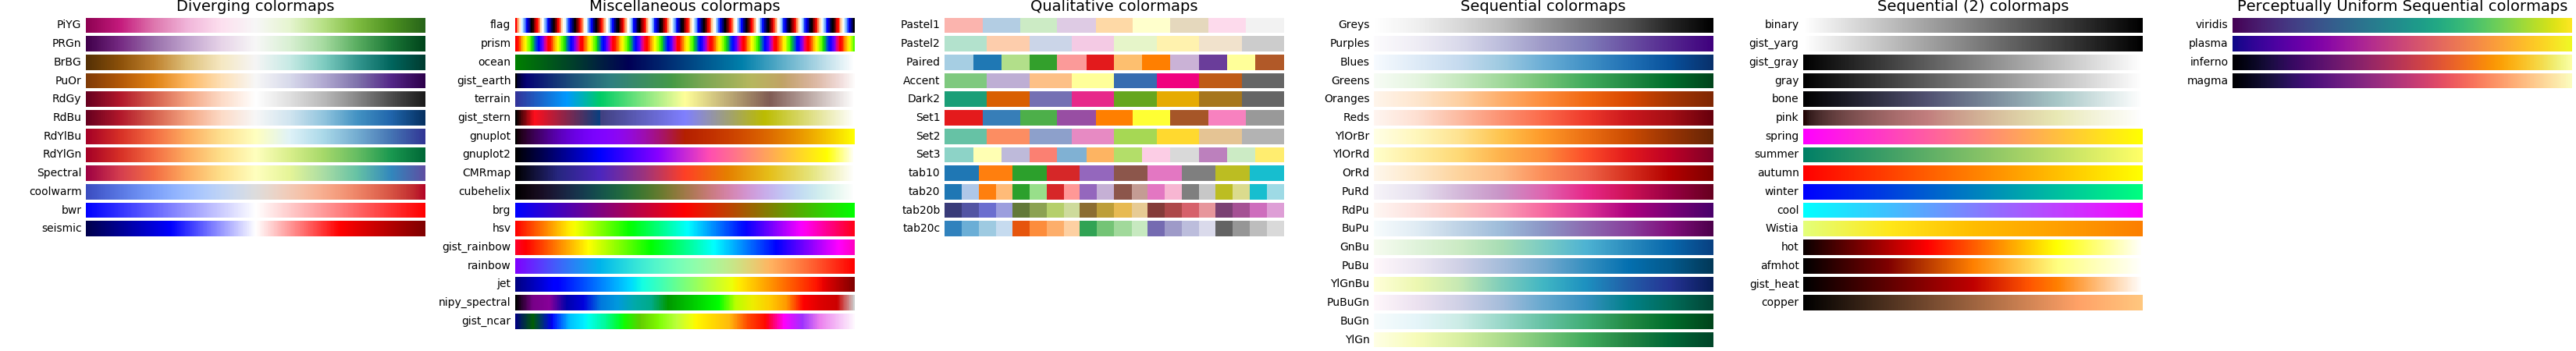 Diverging colormaps
PiYG
PRGn
BrBG
PuOr
RdGy
RdBu
RdYlBu
RdYlGn
Spectral
coolwarm
bwr
seismic
Miscellaneous colormaps
flag
prism
ocean
gist_earth
terrain
gist_stern
gnuplot
gnuplot2
CMRmap
cubehelix
brg
hsv
gist_rainbow
rainbow
jet
nipy_spectral
gist_ncar
Qualitative colormaps
Pastel1
Pastel2
Paired
Accent
Dark2
Set1
Set2
Set3
tab10
tab20
tab20b
tab20c
Sequential colormaps
Greys
Purples
Blues
Greens
Oranges
Reds
YlOrBr
YlOrRd
OrRd
PuRd
RdPu
BuPu
GnBu
PuBu
YlGnBu
PuBuGn
BuGn
YlGn
Sequential (2) colormaps
binary
gist_yarg
gist_gray
gray
bone
pink
spring
summer
autumn
winter
cool
Wistia
hot
afmhot
gist_heat
copper
Perceptually Uniform Sequential colormaps
viridis
plasma
inferno
magma